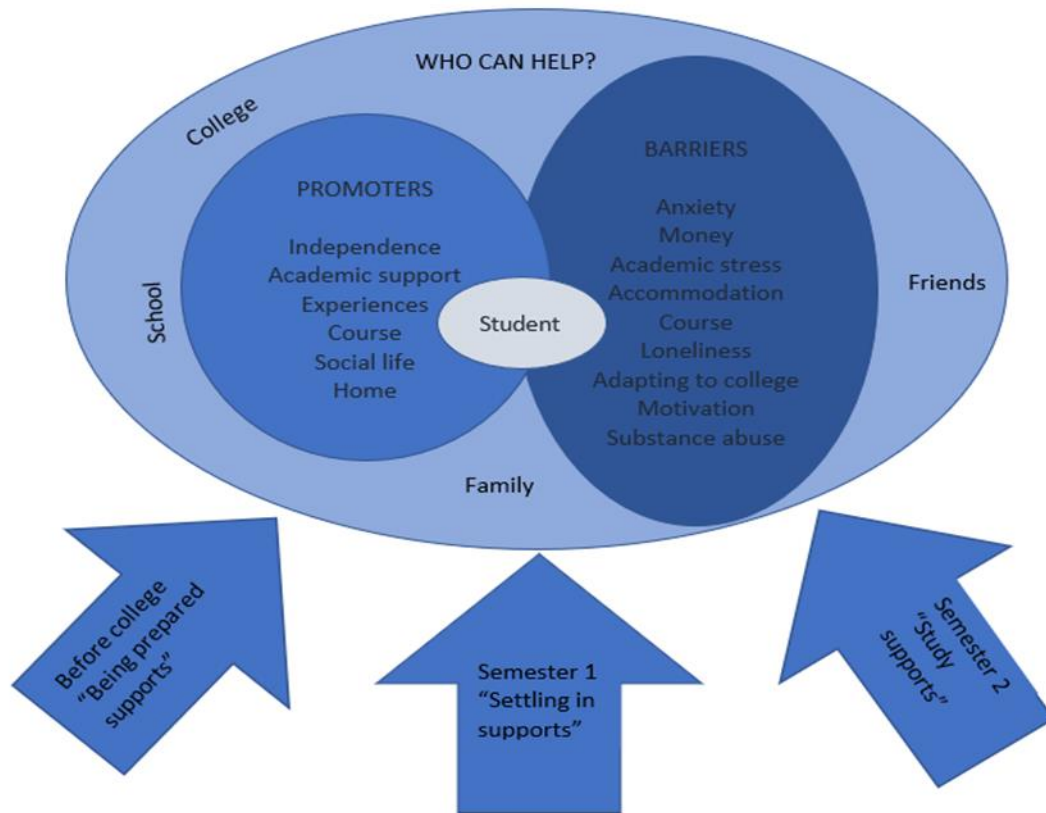 WHO CAN HELP?
College
School
Family
Friends
PROMOTERS
Independence
Academic support
Experiences
Course
Social life
Home
Student
BARRIERS
Anxiety
Money
Academic stress
Accommodation
Course
Loneliness
Adapting to college
Motivation
Substance abuse
Before college
“Being prepared
supports”
Semester 1
“Settling in
supports”
Semester 2
“Study
supports”